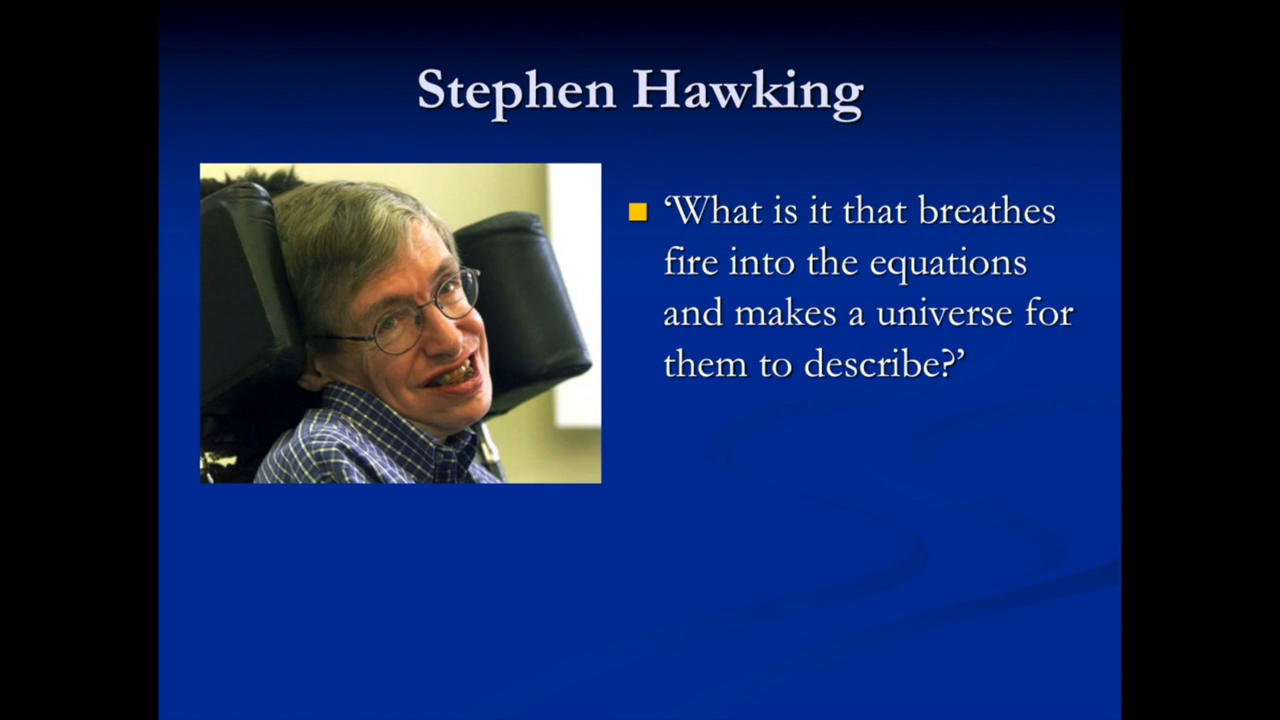 Stephen Hawking
‘What is it that breathes
fire into the equations
and makes a universe for
them to describe?’